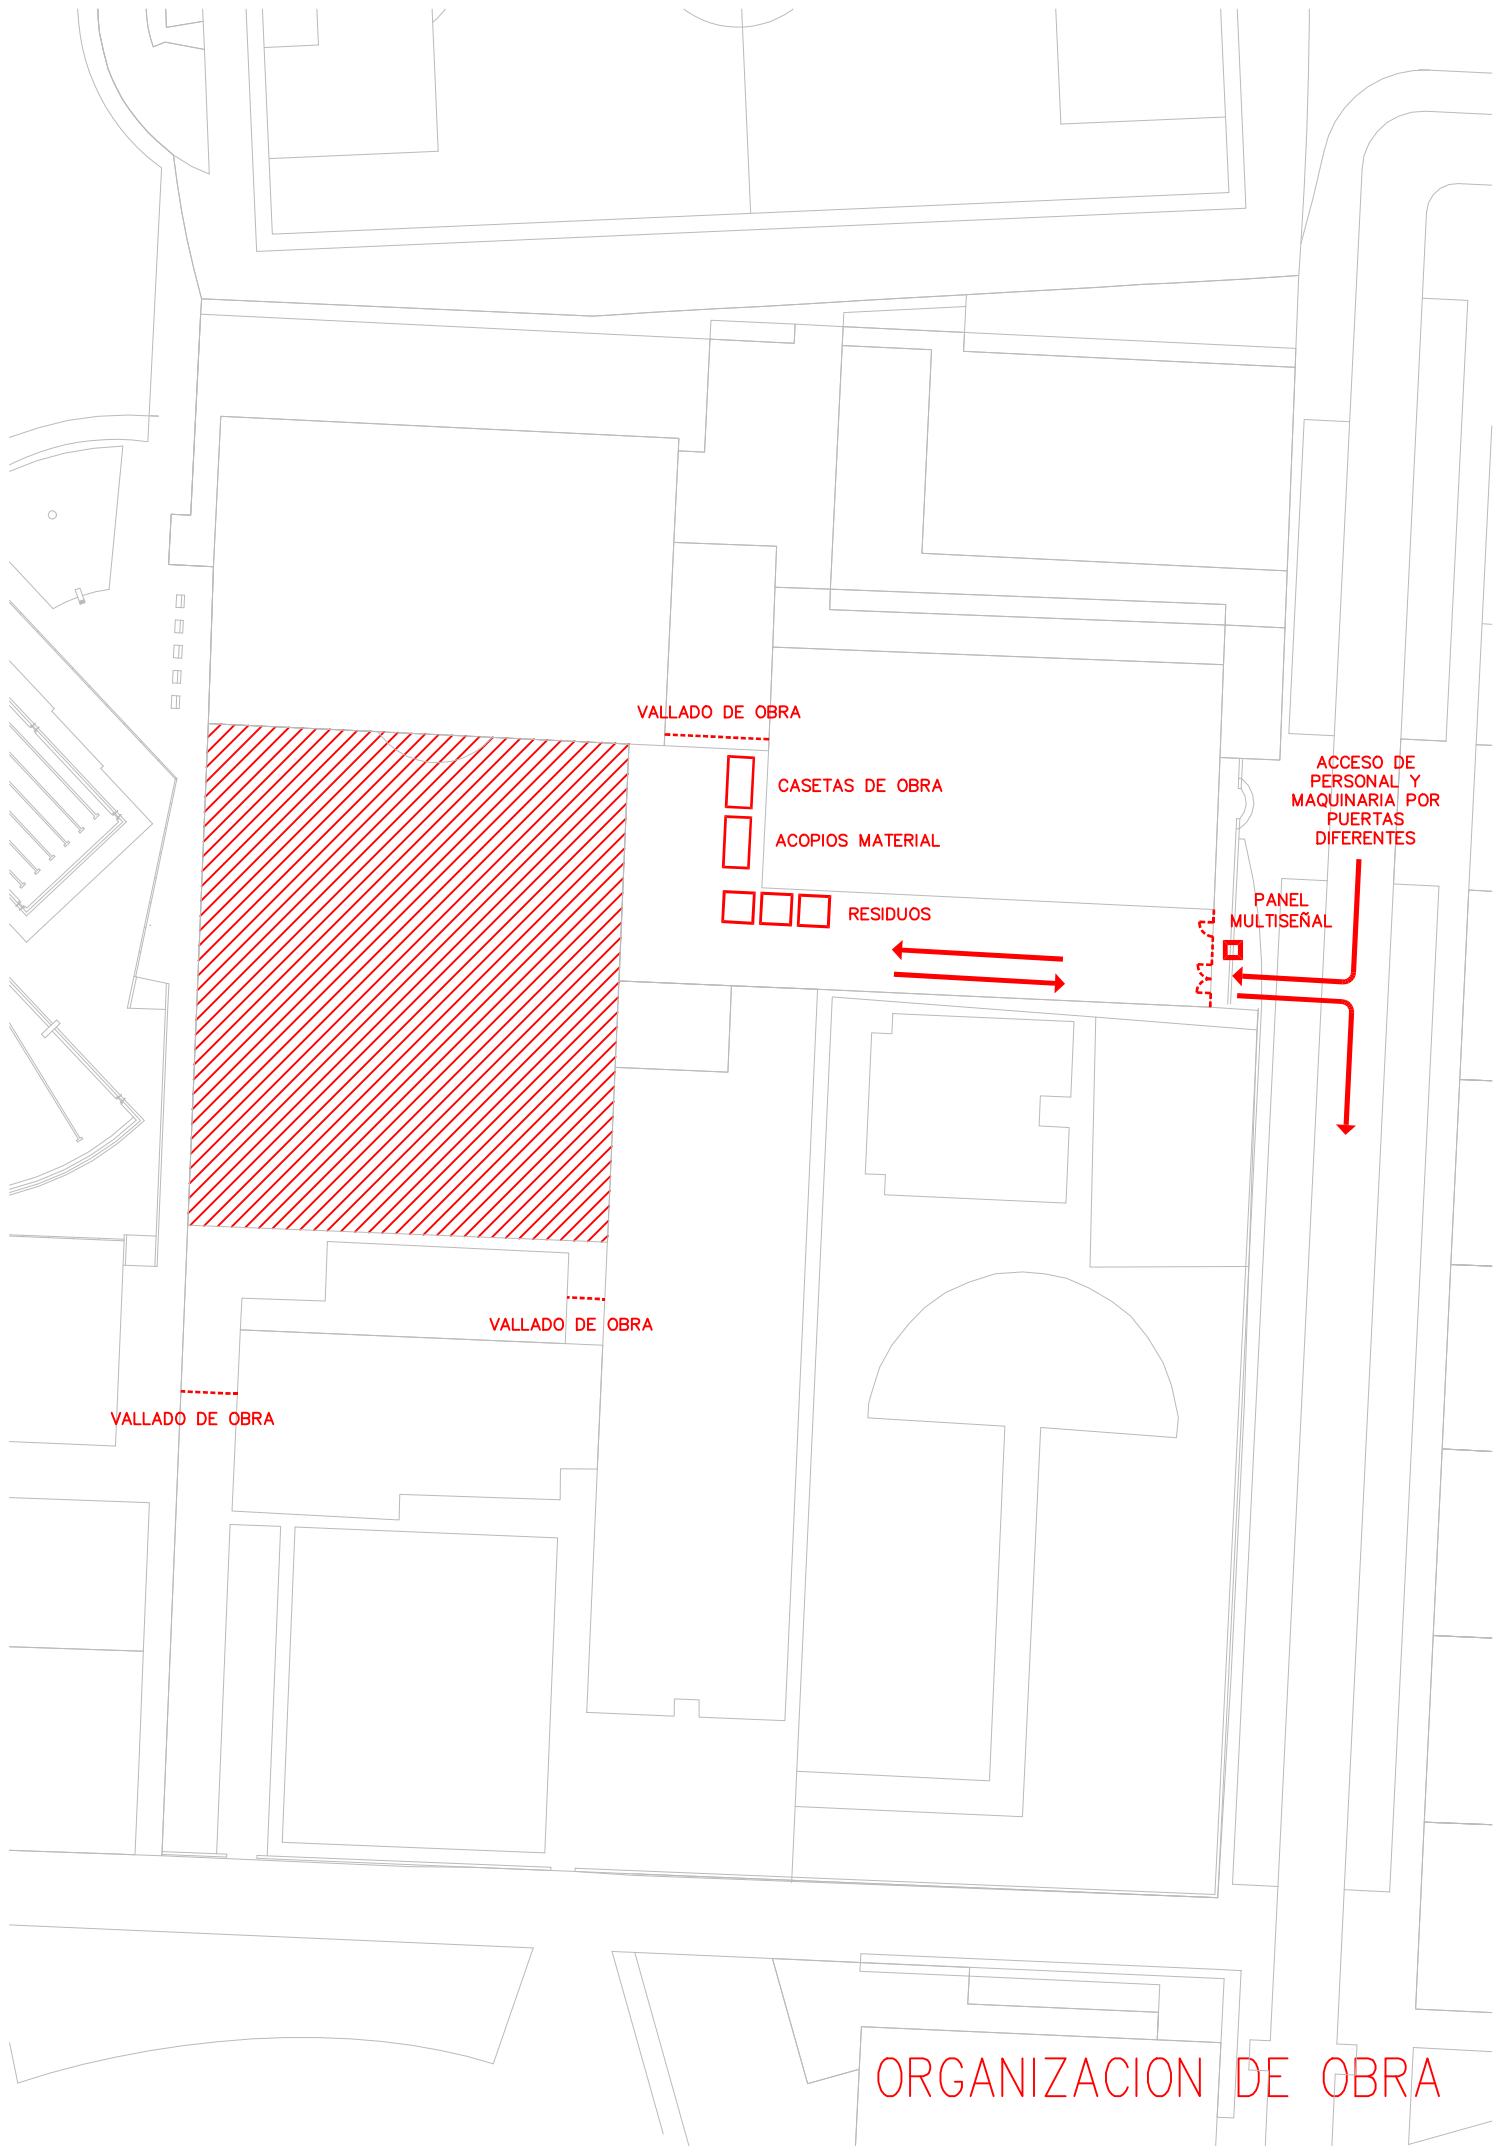 VALLADO DE OBRA
CASETAS DE OBRA
ACOPIOS MATERIAL
RESIDUOS
ACCESO DE
PERSONAL Y
MAQUINARIA POR
PUERTAS
DIFERENTES
PANEL
MULTISEÑAL
VALLADO DE OBRA
VALLADO DE OBRA
ORGANIZACION DE OBRA